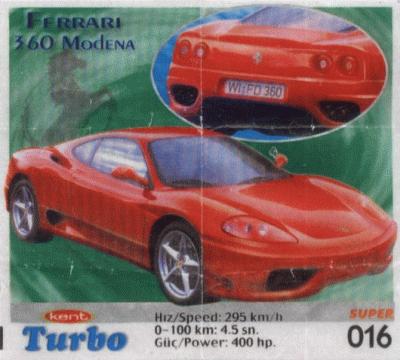 FERRARI
360 MODENA
WI:FD 360
kent
Turbo
Hız/Speed: 295 km/h
0–100 km: 4.5 sn.
Güç/Power: 400 hp.
SUPER
016